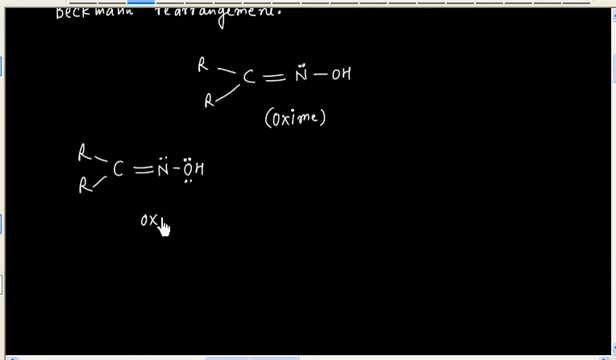 Beckmann rearrangement.
R
C = N̈ - OH
R
(oxime)
R
C = N̈ - ÖH
R
ox